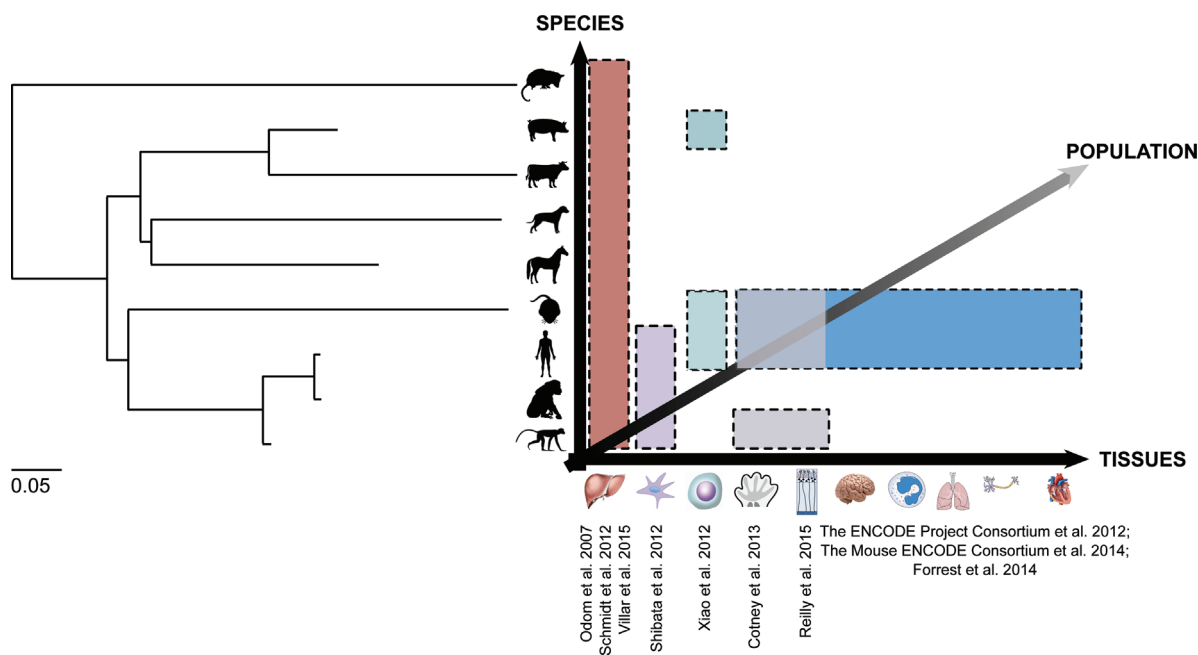 SPECIES
POPULATION
TISSUES
0.05
Odom et al. 2007
Schmidt et al. 2012
Villar et al. 2015
Shibata et al. 2012
Xiao et al. 2012
Cotney et al. 2013
Reilly et al. 2015
The ENCODE Project Consortium et al. 2012;
The Mouse ENCODE Consortium et al. 2014;
Forrest et al. 2014